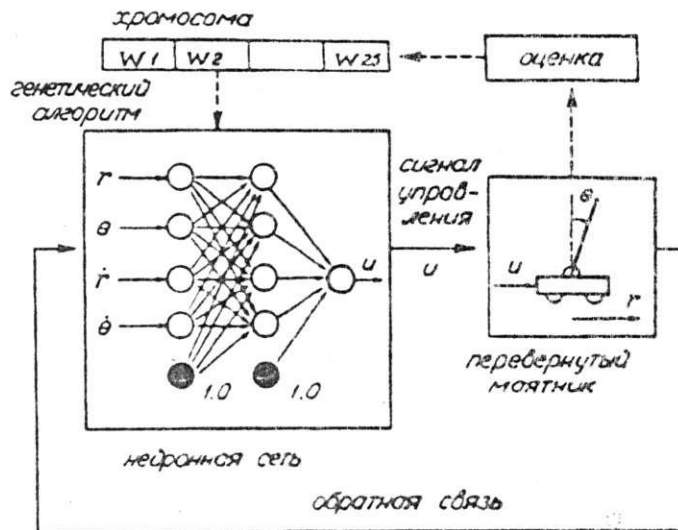 хромосома
W1 W2 W25
оценка
генетический
алгоритм
сигнал
управ-
ления
r
θ
ṙ
θ̇
u
1.0 1.0
u
θ
u
r
перевернутый
моятник
нейронная сеть
обратная связь